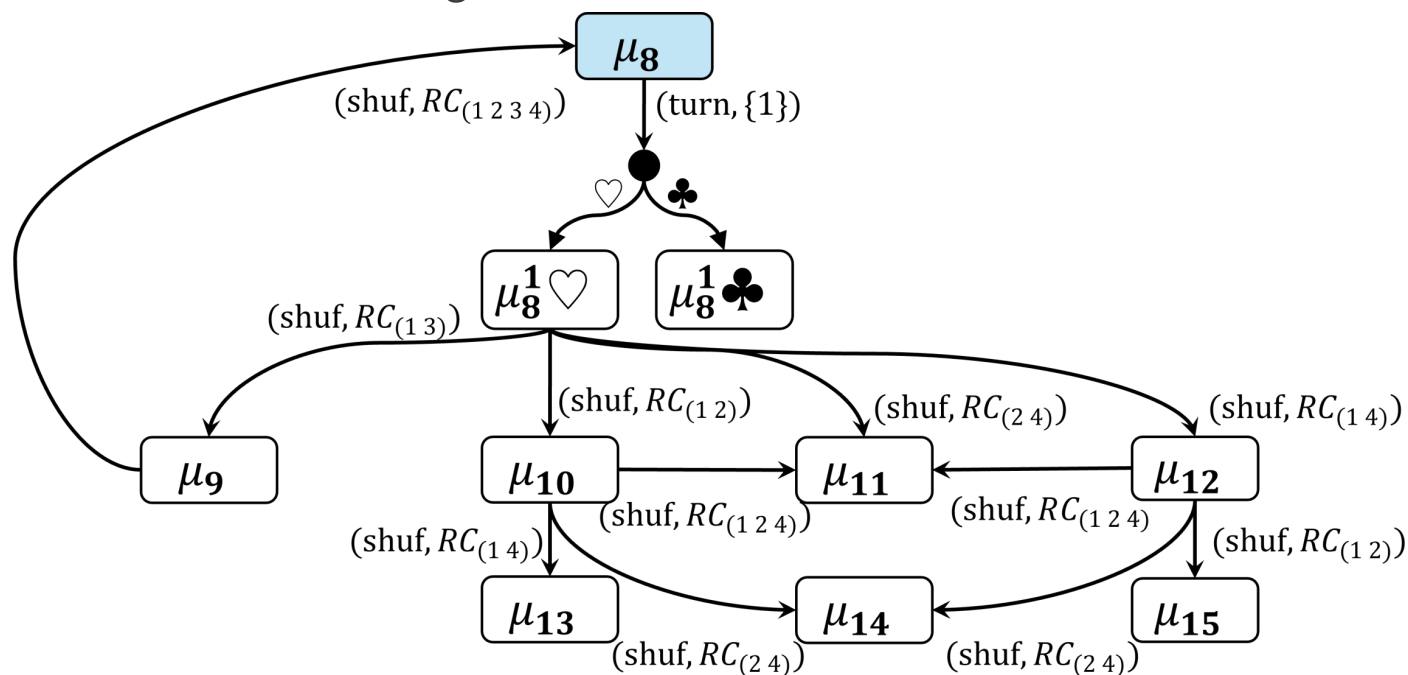 μ₈
(shuf, RC₍₁ ₂ ₃ ₄₎)
(turn, {1})
♡ ♣
μ₈¹♡ μ₈¹♣
(shuf, RC₍₁ ₃₎)
(shuf, RC₍₁ ₂₎) (shuf, RC₍₂ ₄₎) (shuf, RC₍₁ ₄₎)
μ₉ μ₁₀ μ₁₁ μ₁₂
(shuf, RC₍₁ ₂ ₄₎) (shuf, RC₍₁ ₂ ₄₎
(shuf, RC₍₁ ₄₎) (shuf, RC₍₁ ₂₎)
μ₁₃ μ₁₄ μ₁₅
(shuf, RC₍₂ ₄₎) (shuf, RC₍₂ ₄₎)